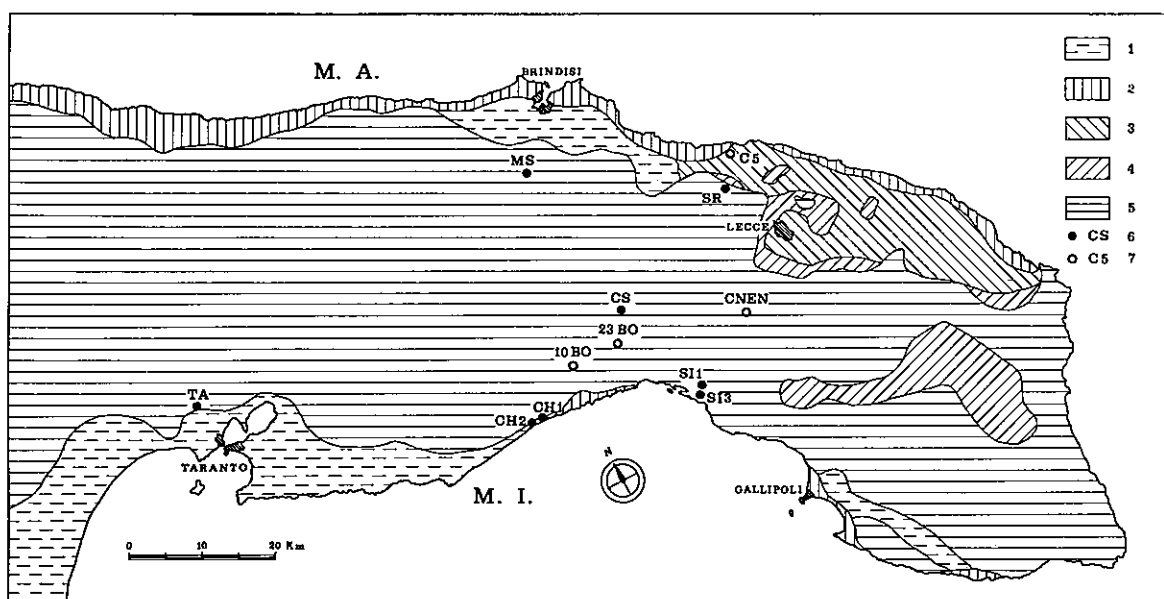 M. A.
BRINDISI
1
2
3
4
5
CS 6
C5 7
MS
C5
SR
LECCE
CS
CNEN
23 BO
10 BO
SI1
SI3
TA
CH1
CH2
TARANTO
N
M. I.
GALLIPOLI
0 10 20 Km